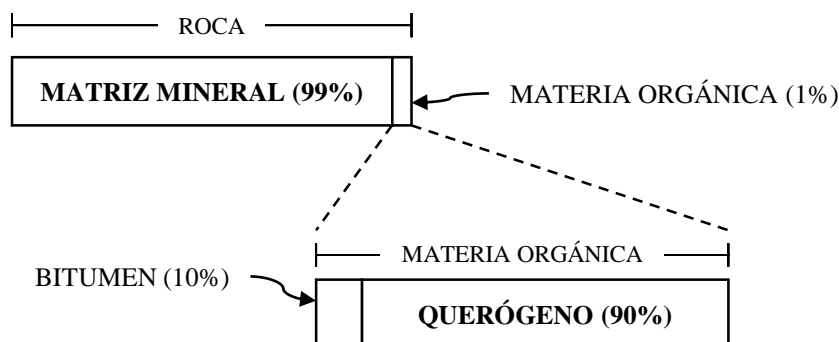 ROCA
MATRIZ MINERAL (99%)
MATERIA ORGÁNICA (1%)
MATERIA ORGÁNICA
BITUMEN (10%)
QUERÓGENO (90%)